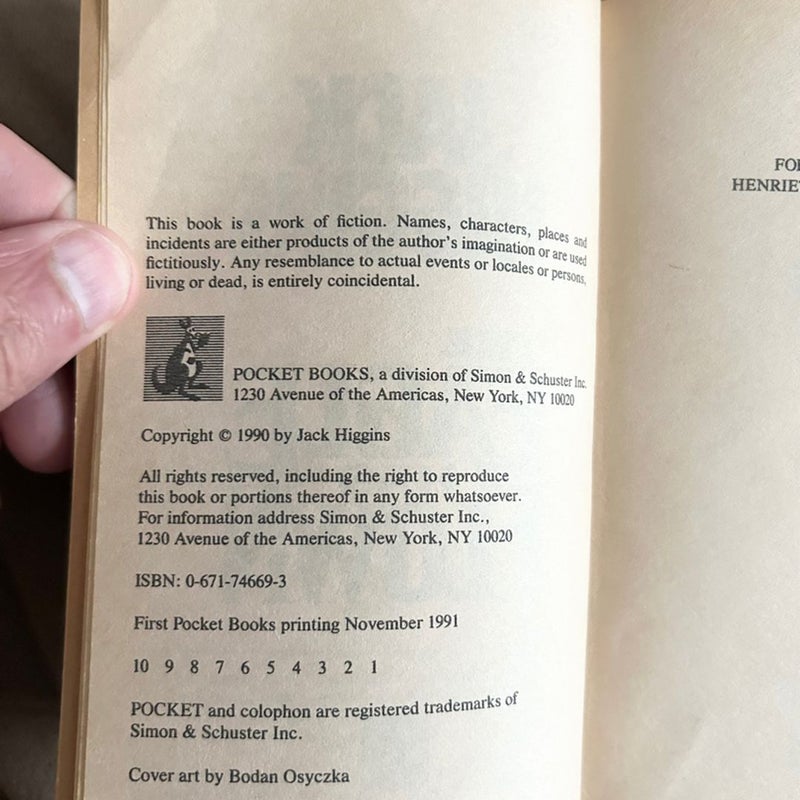 This book is a work of fiction. Names, characters, places and
incidents are either products of the author's imagination or are used
fictitiously. Any resemblance to actual events or locales or persons,
living or dead, is entirely coincidental.
POCKET BOOKS, a division of Simon & Schuster Inc.
1230 Avenue of the Americas, New York, NY 10020
Copyright © 1990 by Jack Higgins
All rights reserved, including the right to reproduce
this book or portions thereof in any form whatsoever.
For information address Simon & Schuster Inc.,
1230 Avenue of the Americas, New York, NY 10020
ISBN: 0-671-74669-3
First Pocket Books printing November 1991
10 9 8 7 6 5 4 3 2 1
POCKET and colophon are registered trademarks of
Simon & Schuster Inc.
Cover art by Bodan Osyczka